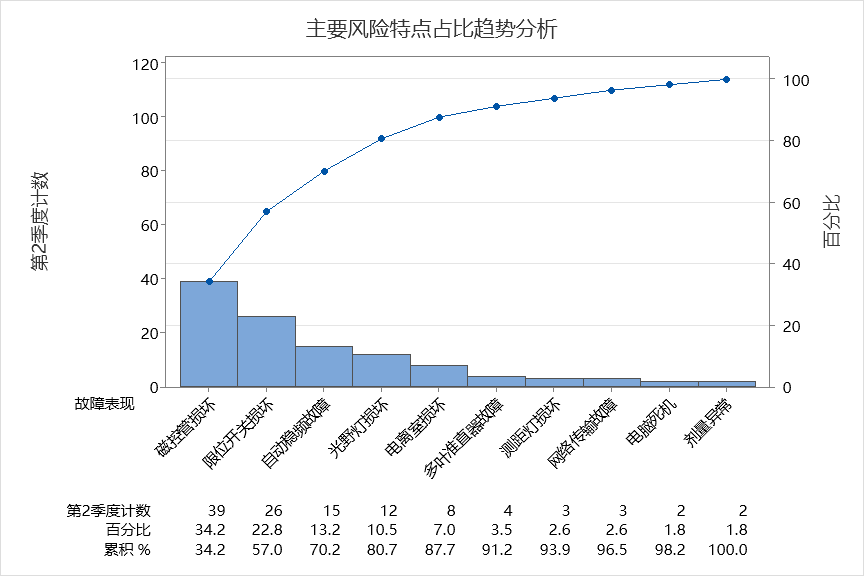 主要风险特点占比趋势分析
120
100
80
60
40
20
0
100
80
60
40
20
0
第2季度计数
百分比
故障表现
磁控管损坏
限位开关损坏
自动稳频故障
光野灯损坏
电离室损坏
多叶准直器故障
测距灯损坏
网络传输故障
电脑死机
剂量异常
第2季度计数 39 26 15 12 8 4 3 3 2 2
百分比 34.2 22.8 13.2 10.5 7.0 3.5 2.6 2.6 1.8 1.8
累积 % 34.2 57.0 70.2 80.7 87.7 91.2 93.9 96.5 98.2 100.0